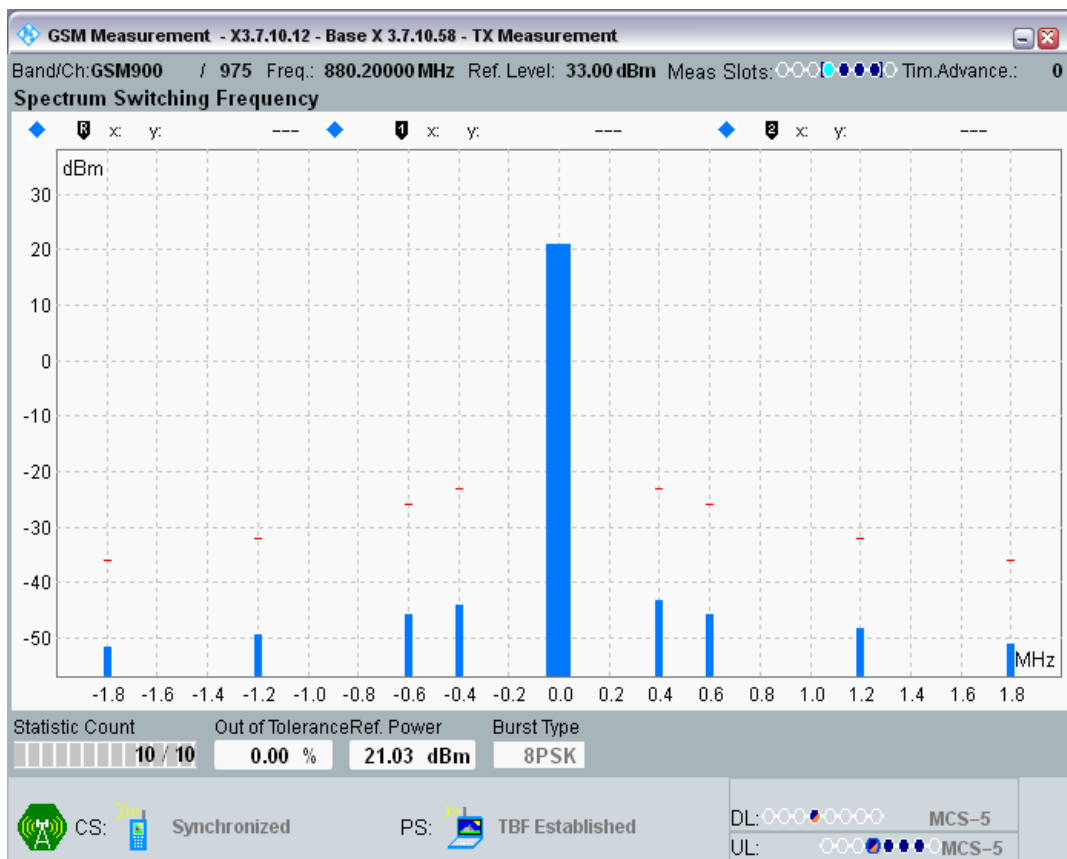 GSM Measurement - X3.7.10.12 - Base X 3.7.10.58 - TX Measurement
Band/Ch:GSM900 / 975 Freq.: 880.20000 MHz Ref. Level: 33.00 dBm Meas Slots: Tim.Advance.: 0
Spectrum Switching Frequency
R x: y: --- 1 x: y: --- 2 x: y: ---
dBm
30
20
10
0
-10
-20
-30
-40
-50
MHz
-1.8 -1.6 -1.4 -1.2 -1.0 -0.8 -0.6 -0.4 -0.2 0.0 0.2 0.4 0.6 0.8 1.0 1.2 1.4 1.6 1.8
Statistic Count Out of Tolerance Ref. Power Burst Type
10 / 10 0.00 % 21.03 dBm 8PSK
CS: Synchronized PS: TBF Established
DL: MCS-5
UL: MCS-5